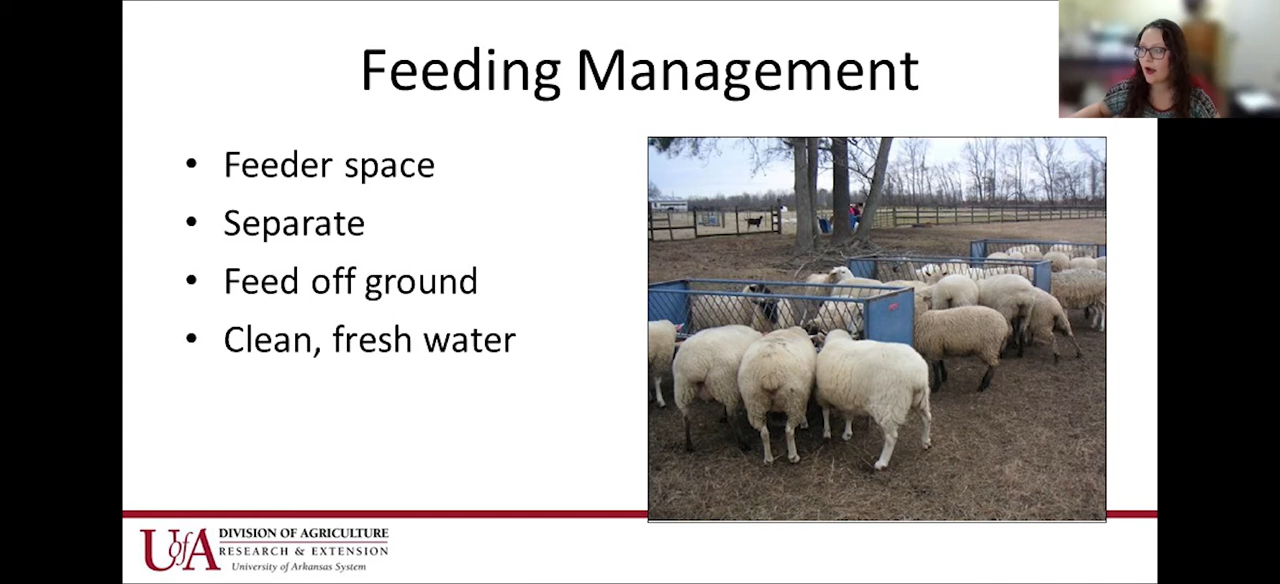 Feeding Management
• Feeder space
• Separate
• Feed off ground
• Clean, fresh water
UofA DIVISION OF AGRICULTURE
RESEARCH & EXTENSION
University of Arkansas System